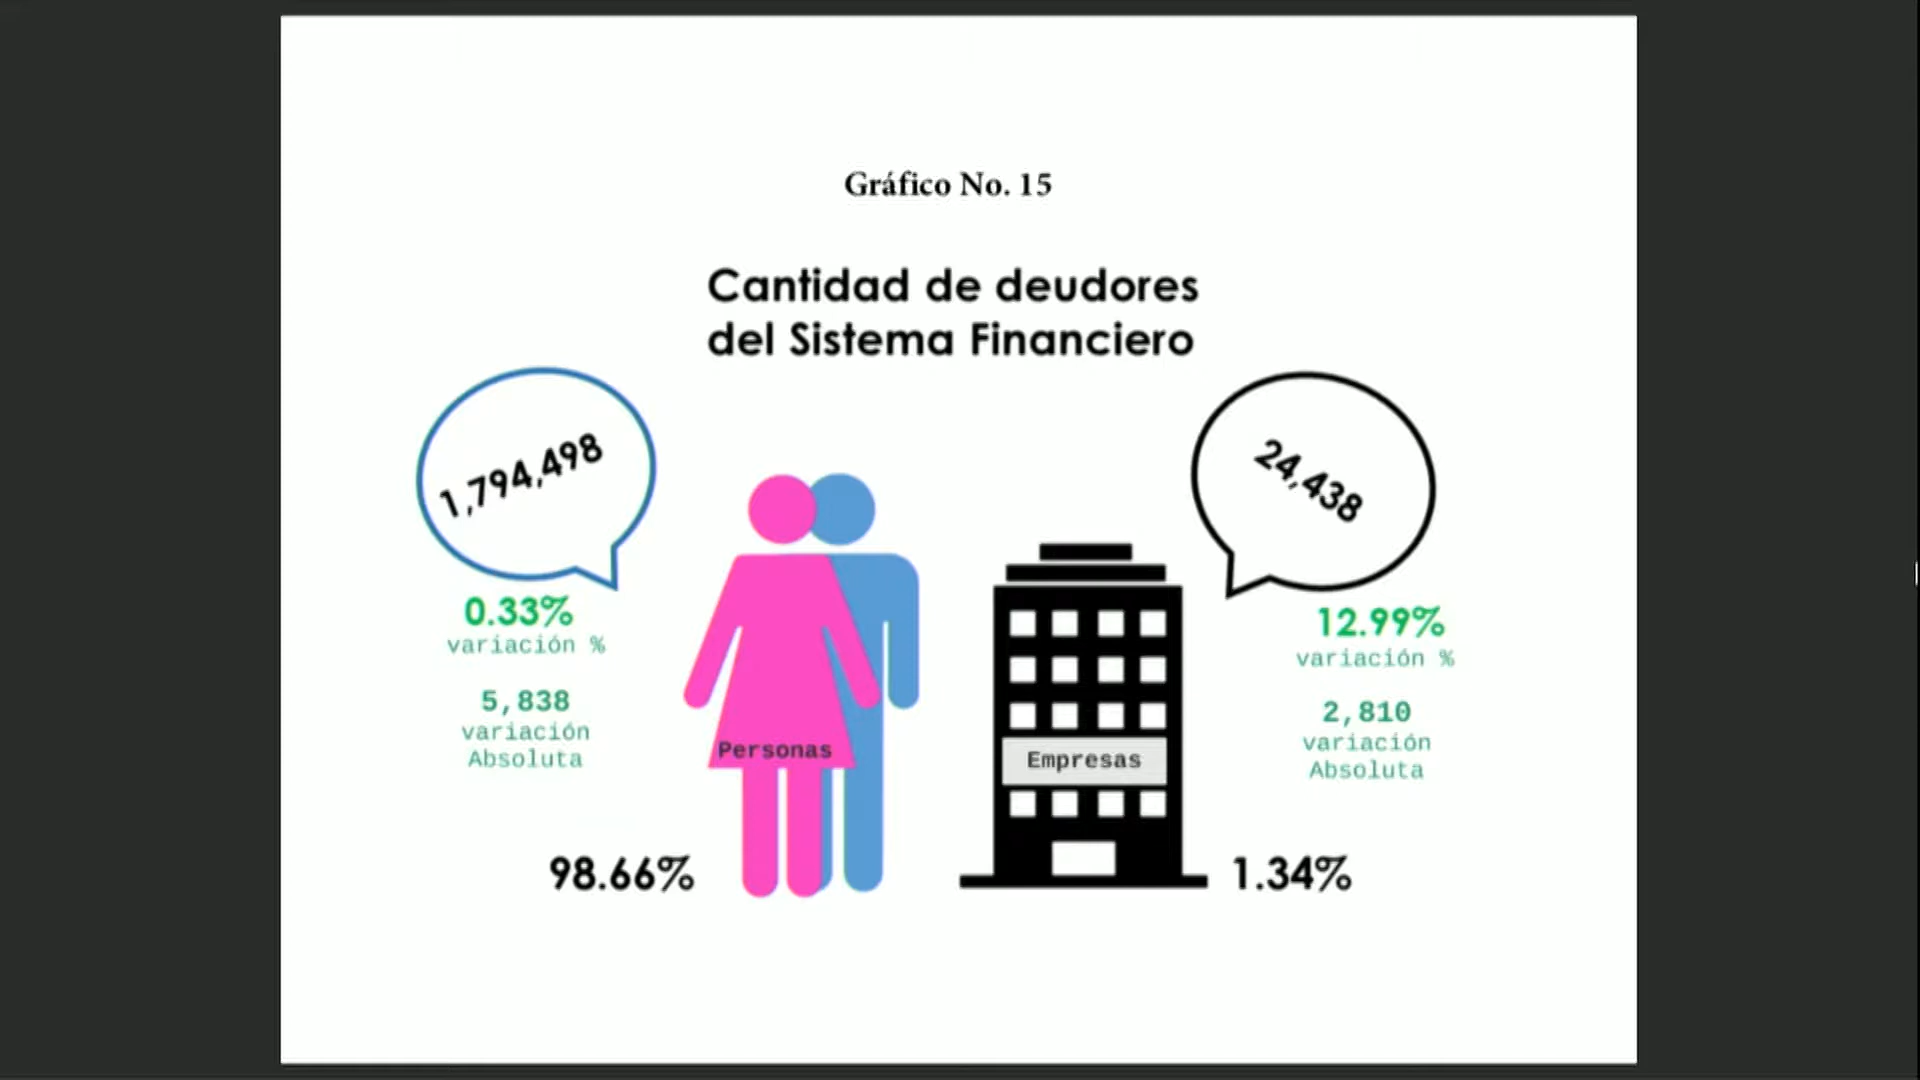 Gráfico No. 15
Cantidad de deudores
del Sistema Financiero
1,794,498
0.33%
variación %
5,838
variación
Absoluta
98.66%
Personas
Empresas
24,438
12.99%
variación %
2,810
variación
Absoluta
1.34%